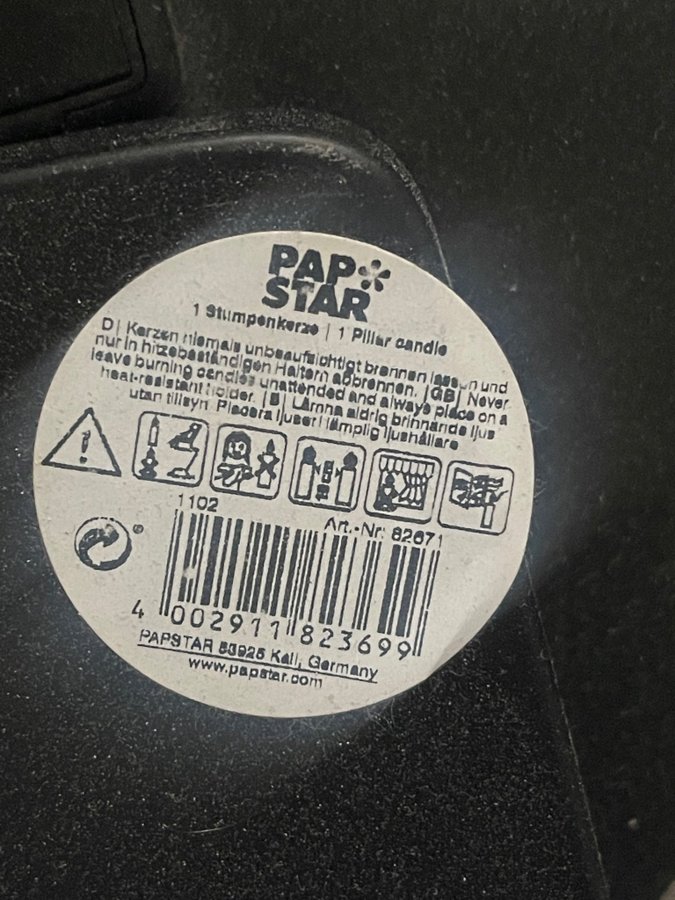 PAP
STAR
1 Stumpenkerze | 1 Pillar candle
D| Kerzen niemals unbeaufsichtigt brennen lassen und
nur in hitzebeständigen Haltern abbrennen. |GB| Never
leave burning candles unattended and always place on a
heat-resistant holder. |S| Lämna aldrig brinnande ljus
utan tillsyn. Placera ljuset i lämplig ljushållare
1102
Art.-Nr. 82671
4 002911 823699
PAPSTAR 53925 Kall, Germany
www.papstar.com